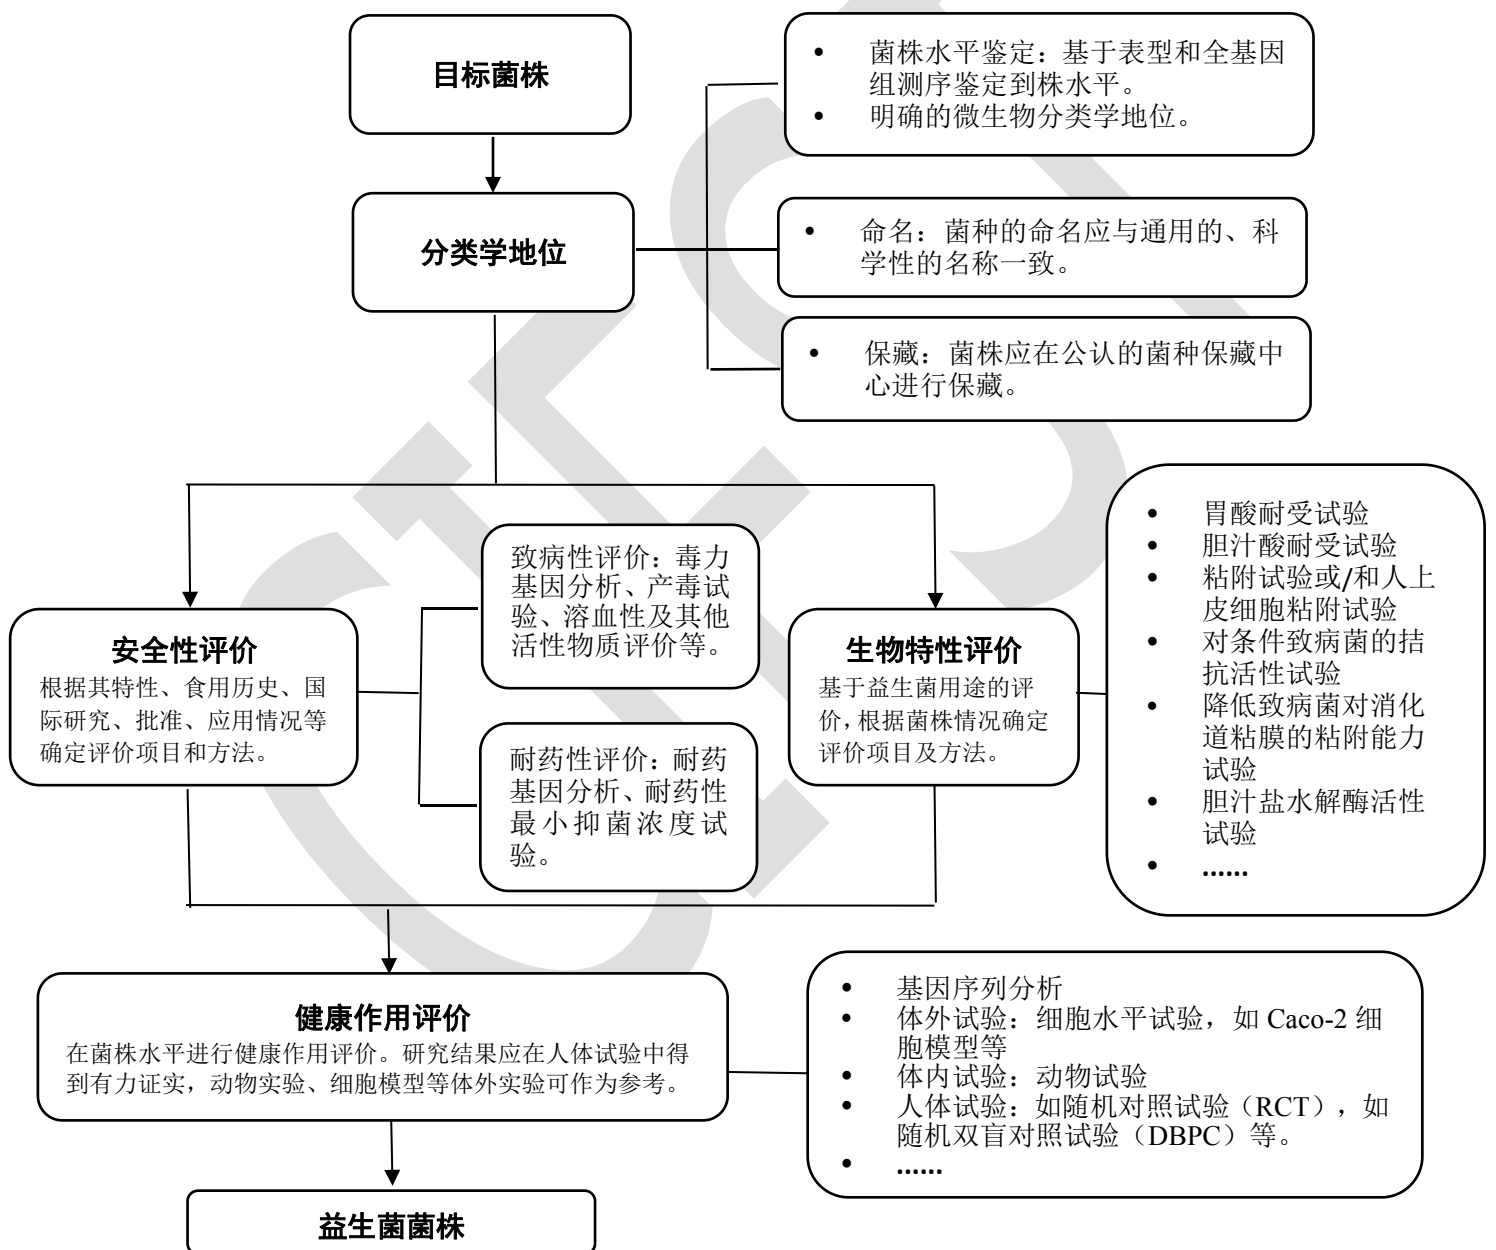 目标菌株
• 菌株水平鉴定：基于表型和全基因
组测序鉴定到株水平。
• 明确的微生物分类学地位。
分类学地位
• 命名：菌种的命名应与通用的、科
学性的名称一致。
• 保藏：菌株应在公认的菌种保藏中
心进行保藏。
安全性评价
根据其特性、食用历史、国
际研究、批准、应用情况等
确定评价项目和方法。
致病性评价：毒力
基因分析、产毒试
验、溶血性及其他
活性物质评价等。
耐药性评价：耐药
基因分析、耐药性
最小抑菌浓度试
验。
生物特性评价
基于益生菌用途的评
价，根据菌株情况确定
评价项目及方法。
• 胃酸耐受试验
• 胆汁酸耐受试验
• 粘附试验或/和人上
皮细胞粘附试验
• 对条件致病菌的拮
抗活性试验
• 降低致病菌对消化
道粘膜的粘附能力
试验
• 胆汁盐水解酶活性
试验
• ......
健康作用评价
在菌株水平进行健康作用评价。研究结果应在人体试验中得
到有力证实，动物实验、细胞模型等体外实验可作为参考。
• 基因序列分析
• 体外试验：细胞水平试验，如 Caco-2 细
胞模型等
• 体内试验：动物试验
• 人体试验：如随机对照试验（RCT），如
随机双盲对照试验（DBPC）等。
• ......
益生菌菌株